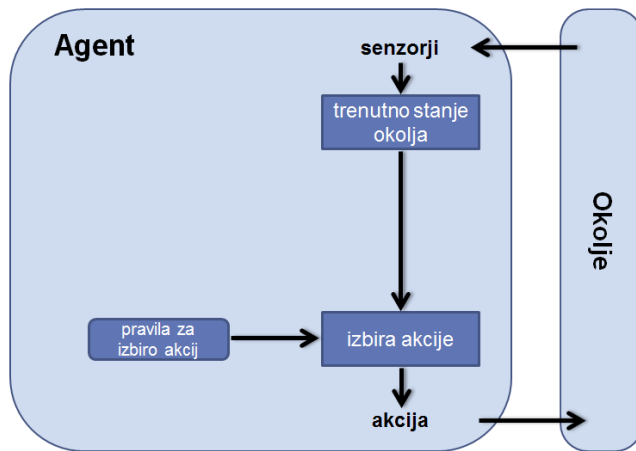 Agent
senzorji
trenutno stanje
okolja
Okolje
pravila za
izbiro akcij
izbira akcije
akcija